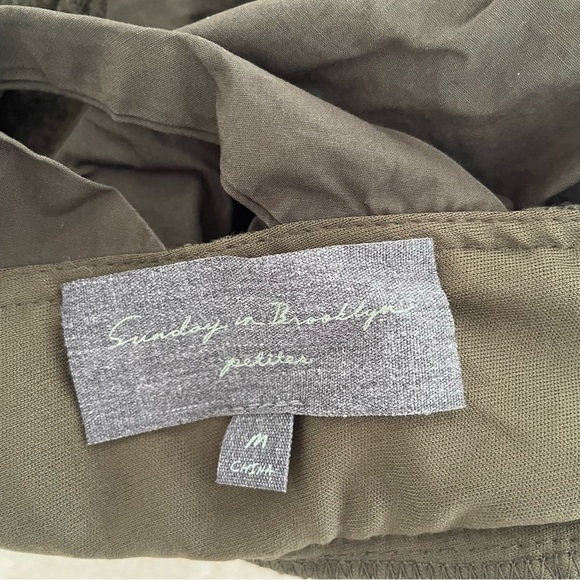 Sunday in Brooklyn
petites
M
CHINA